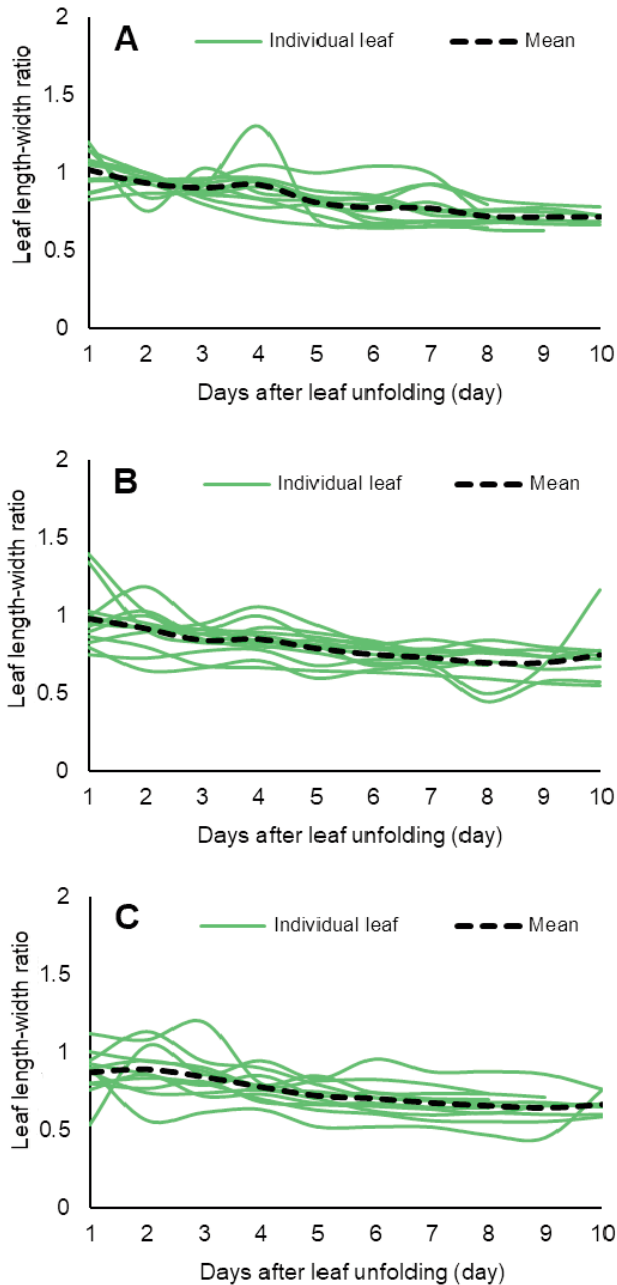 2
A
Individual leaf
Mean
1.5
1
0.5
0
Leaf length-width ratio
1 2 3 4 5 6 7 8 9 10
Days after leaf unfolding (day)
2
B
Individual leaf
Mean
1.5
1
0.5
0
Leaf length-width ratio
1 2 3 4 5 6 7 8 9 10
Days after leaf unfolding (day)
2
C
Individual leaf
Mean
1.5
1
0.5
0
Leaf length-width ratio
1 2 3 4 5 6 7 8 9 10
Days after leaf unfolding (day)